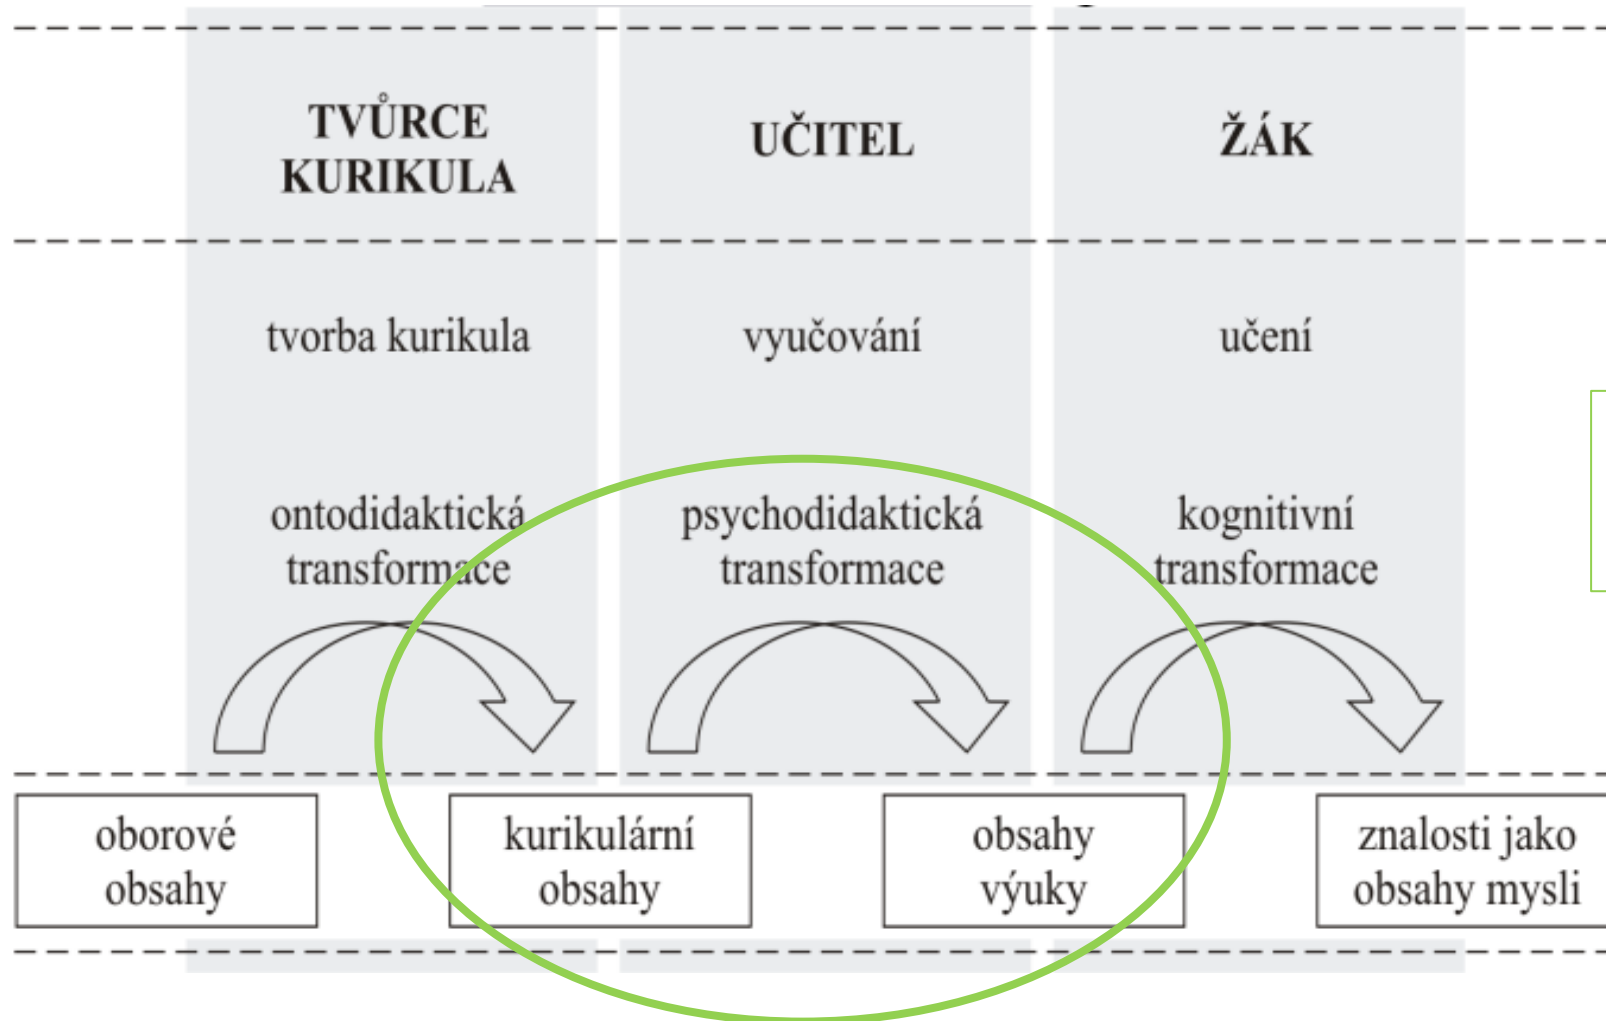 TVŮRCE
KURIKULA
UČITEL
ŽÁK
tvorba kurikula
vyučování
učení
ontodidaktická
transformace
psychodidaktická
transformace
kognitivní
transformace
oborové
obsahy
kurikulární
obsahy
obsahy
výuky
znalosti jako
obsahy mysli